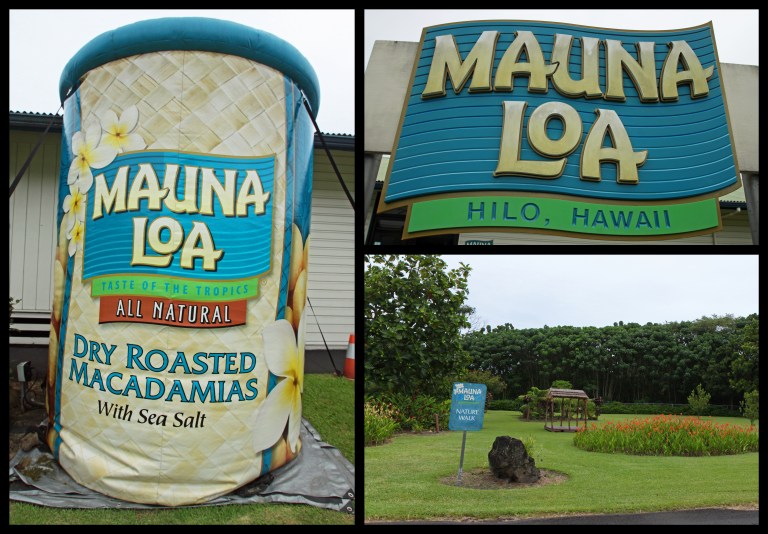 MAUNA
LOA
TASTE OF THE TROPICS
ALL NATURAL
DRY ROASTED
MACADAMIAS
With Sea Salt
MAUNA
LOA
HILO, HAWAII
MAUNA
MAUNA
LOA
NATURE
WALK